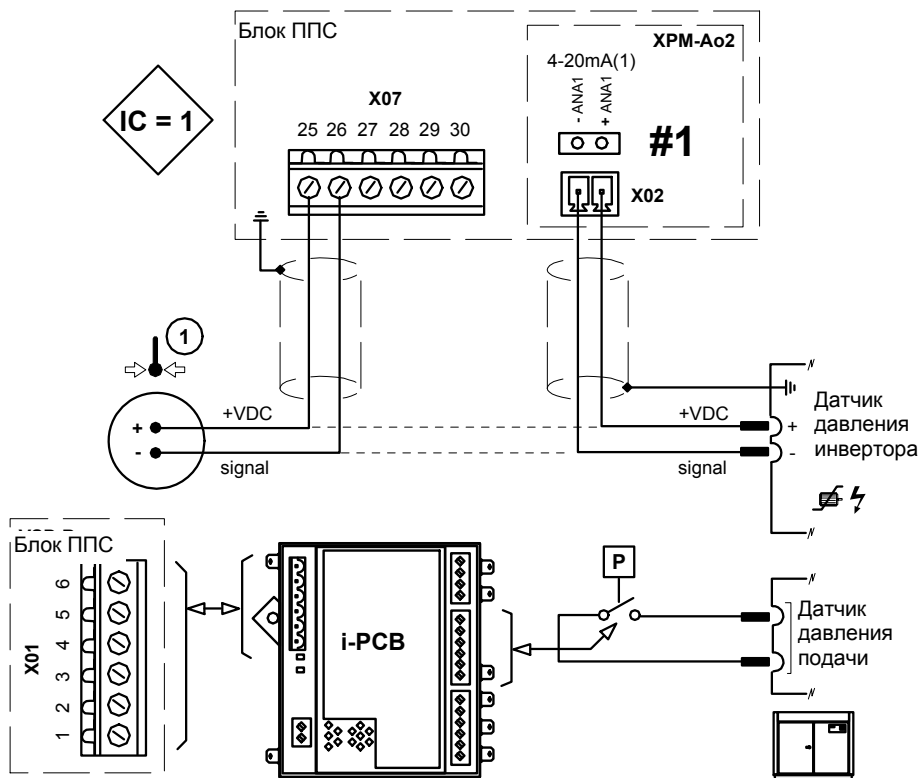 Блок ППС
XPM-Ao2
4-20mA(1)
- ANA1
+ ANA1
IC = 1
X07
25 26 27 28 29 30
#1
X02
1
+VDC
+
-
signal
+VDC
+
-
signal
Датчик
давления
инвертора
Блок ППС
6
5
4
3
2
1
X01
i-PCB
P
Датчик
давления
подачи